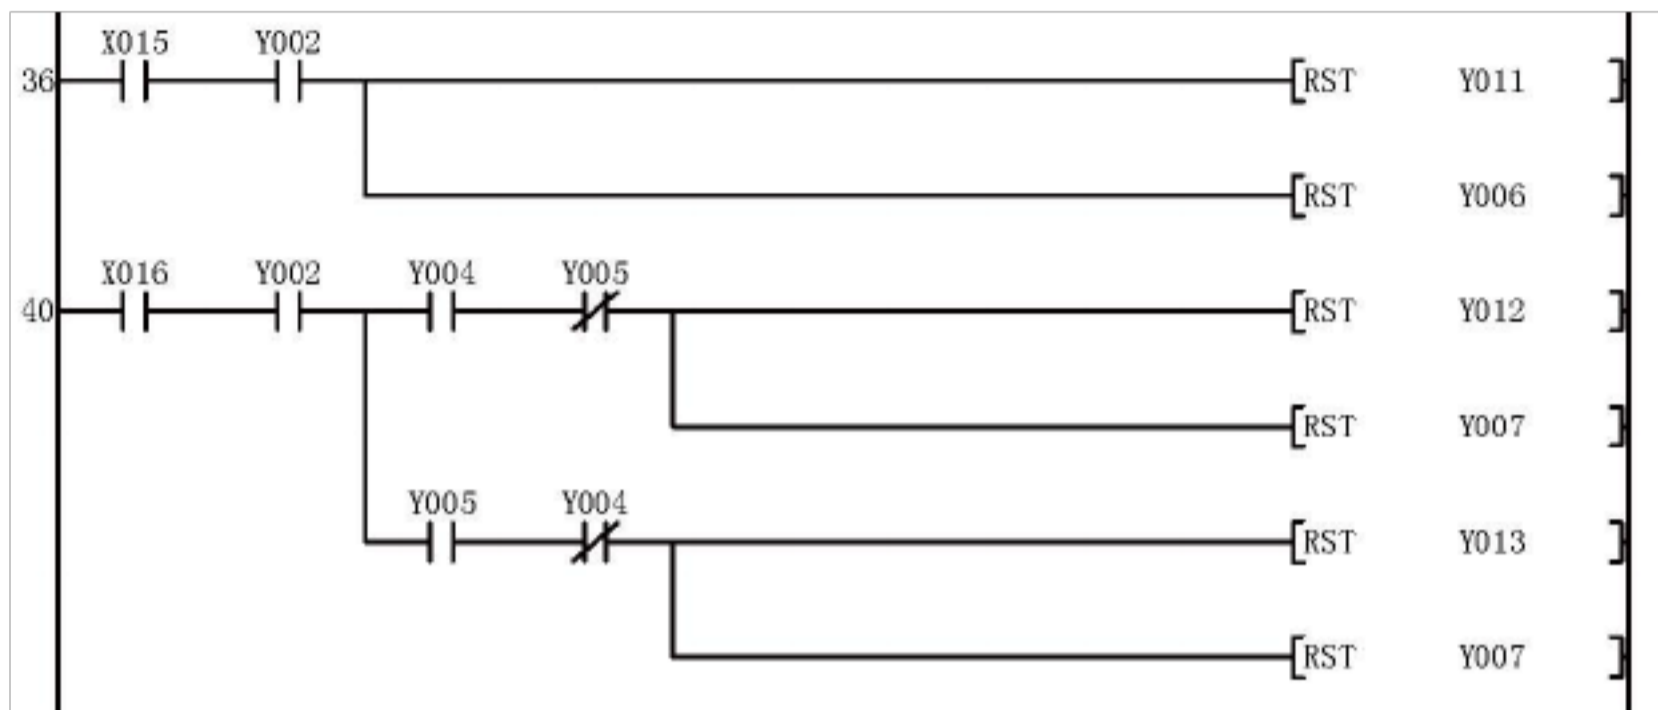 X015 Y002
36 RST Y011
RST Y006
X016 Y002 Y004 Y005
40 RST Y012
RST Y007
Y005 Y004
RST Y013
RST Y007